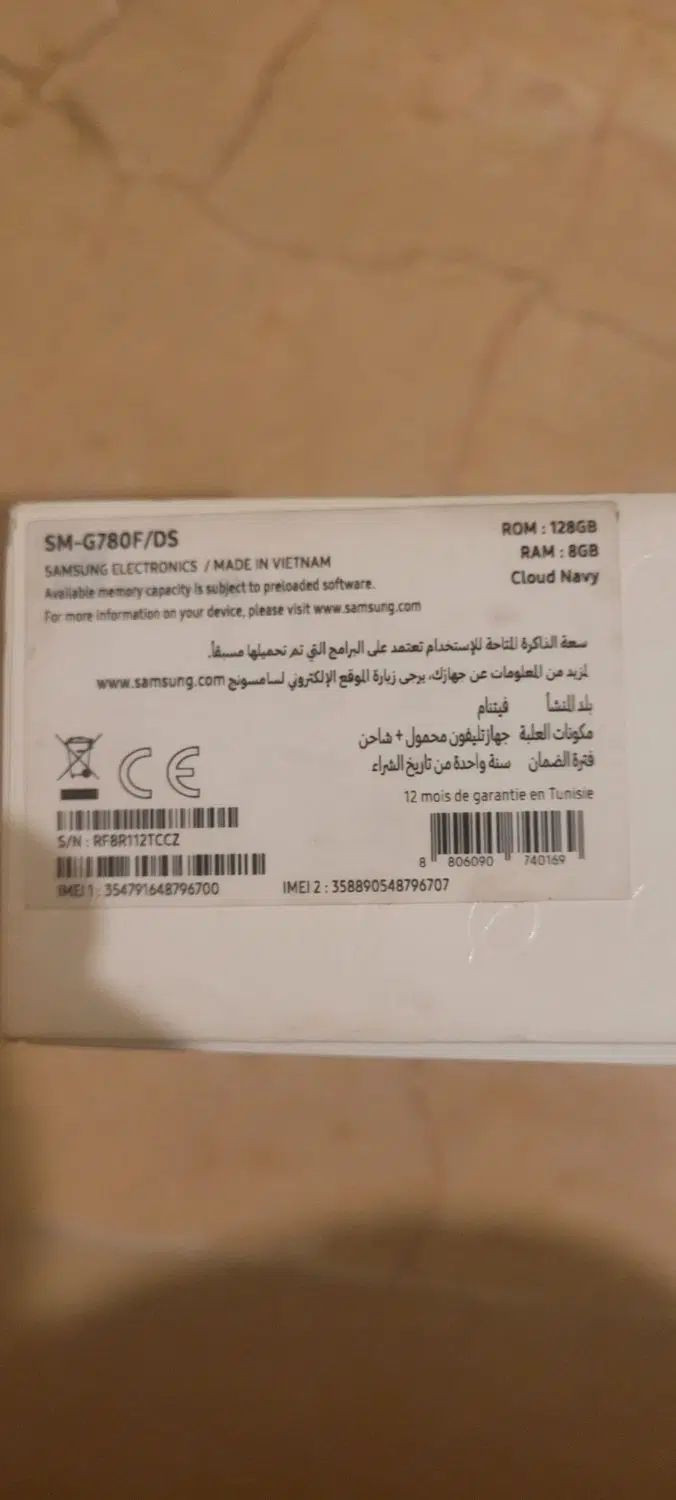 SM-G780F/DS
ROM : 128GB
SAMSUNG ELECTRONICS / MADE IN VIETNAM
RAM : 8GB
Available memory capacity is subject to preloaded software.
Cloud Navy
For more information on your device, please visit www.samsung.com
سعة الذاكرة المتاحة للإستخدام تعتمد على البرامج التي تم تحميلها مسبقاً.
لمزيد من المعلومات عن جهازك، يرجى زيارة الموقع الإلكتروني لسامسونج www.samsung.com
بلد المنشأ فيتنام
مكونات العلبة جهاز تليفون محمول + شاحن
فترة الضمان سنة واحدة من تاريخ الشراء
12 mois de garantie en Tunisie
CE
S/N : RF8R112TCCZ
8 806090 740169
IMEI 1 : 354791648796700
IMEI 2 : 358890548796707